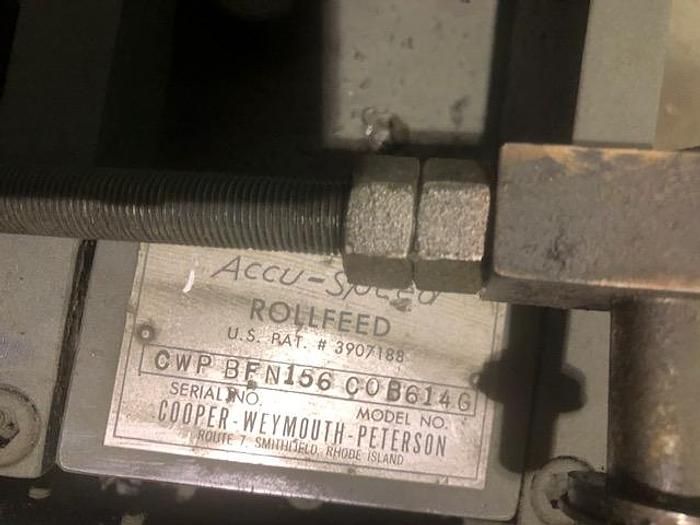 ACCU-SPEED
ROLLFEED
U.S. PAT. # 3907188
CWP BFN156 COB614G
SERIAL NO. MODEL NO.
COOPER-WEYMOUTH-PETERSON
ROUTE 7, SMITHFIELD, RHODE ISLAND